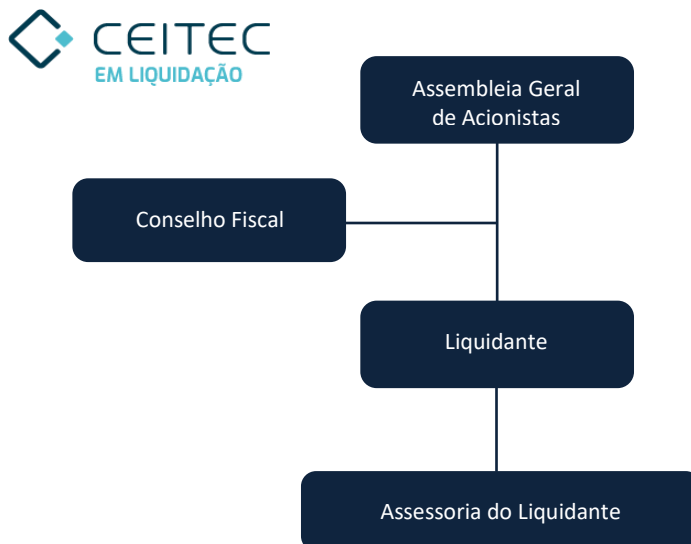 CEITEC
EM LIQUIDAÇÃO
Assembleia Geral
de Acionistas
Conselho Fiscal
Liquidante
Assessoria do Liquidante